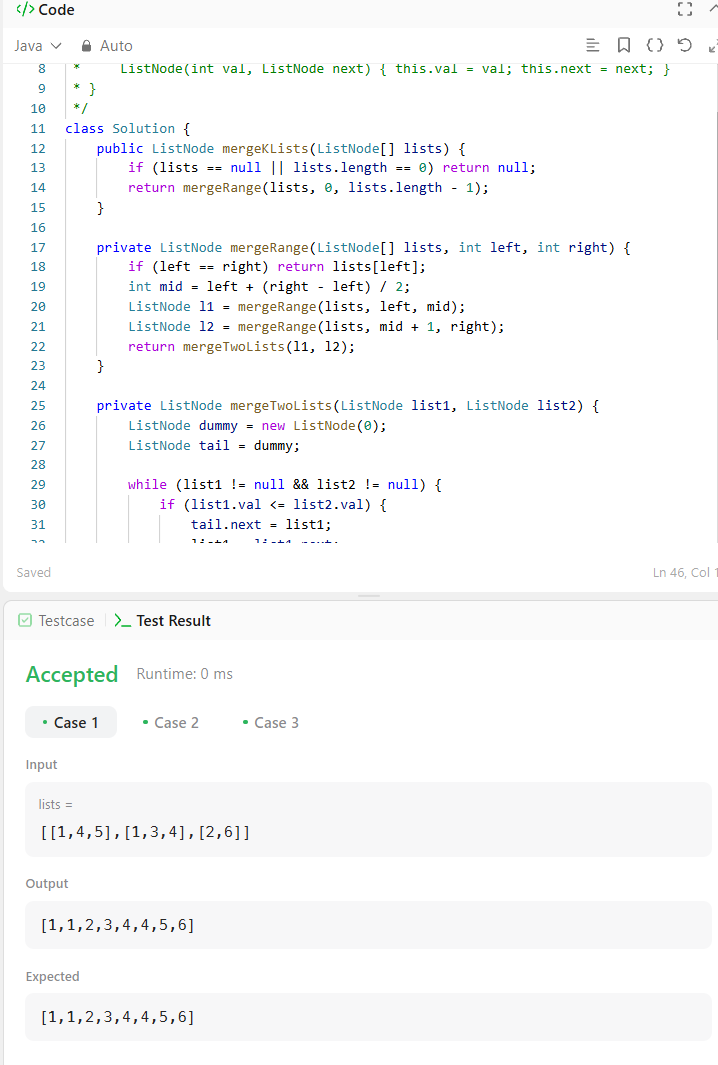 </> Code
Java Auto
8 * ListNode(int val, ListNode next) { this.val = val; this.next = next; }
9 * }
10 */
11 class Solution {
12 public ListNode mergeKLists(ListNode[] lists) {
13 if (lists == null || lists.length == 0) return null;
14 return mergeRange(lists, 0, lists.length - 1);
15 }
16
17 private ListNode mergeRange(ListNode[] lists, int left, int right) {
18 if (left == right) return lists[left];
19 int mid = left + (right - left) / 2;
20 ListNode l1 = mergeRange(lists, left, mid);
21 ListNode l2 = mergeRange(lists, mid + 1, right);
22 return mergeTwoLists(l1, l2);
23 }
24
25 private ListNode mergeTwoLists(ListNode list1, ListNode list2) {
26 ListNode dummy = new ListNode(0);
27 ListNode tail = dummy;
28
29 while (list1 != null && list2 != null) {
30 if (list1.val <= list2.val) {
31 tail.next = list1;
Saved
Ln 46, Col 1
Testcase
>_ Test Result
Accepted Runtime: 0 ms
• Case 1 • Case 2 • Case 3
Input
lists =
[[1,4,5],[1,3,4],[2,6]]
Output
[1,1,2,3,4,4,5,6]
Expected
[1,1,2,3,4,4,5,6]